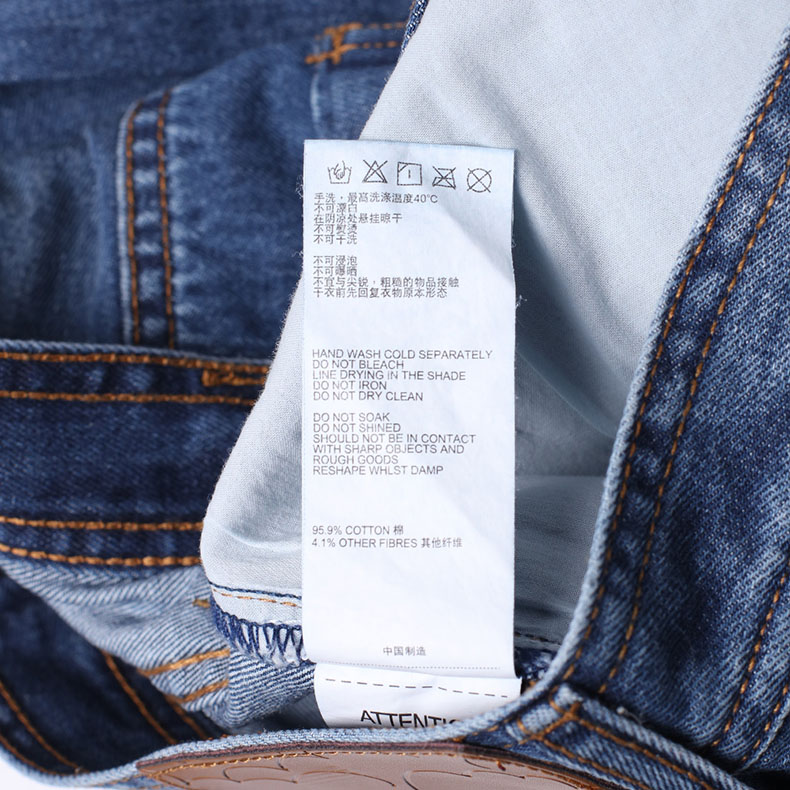 手洗，最高洗涤温度40℃
不可漂白
在阴凉处悬挂晾干
不可熨烫
不可干洗
不可浸泡
不可曝晒
不宜与尖锐，粗糙的物品接触
干衣前先回复衣物原本形态
HAND WASH COLD SEPARATELY
DO NOT BLEACH
LINE DRYING IN THE SHADE
DO NOT IRON
DO NOT DRY CLEAN
DO NOT SOAK
DO NOT SHINED
SHOULD NOT BE IN CONTACT
WITH SHARP OBJECTS AND
ROUGH GOODS
RESHAPE WHLST DAMP
95.9% COTTON 棉
4.1% OTHER FIBRES 其他纤维
中国制造
ATTENTIO